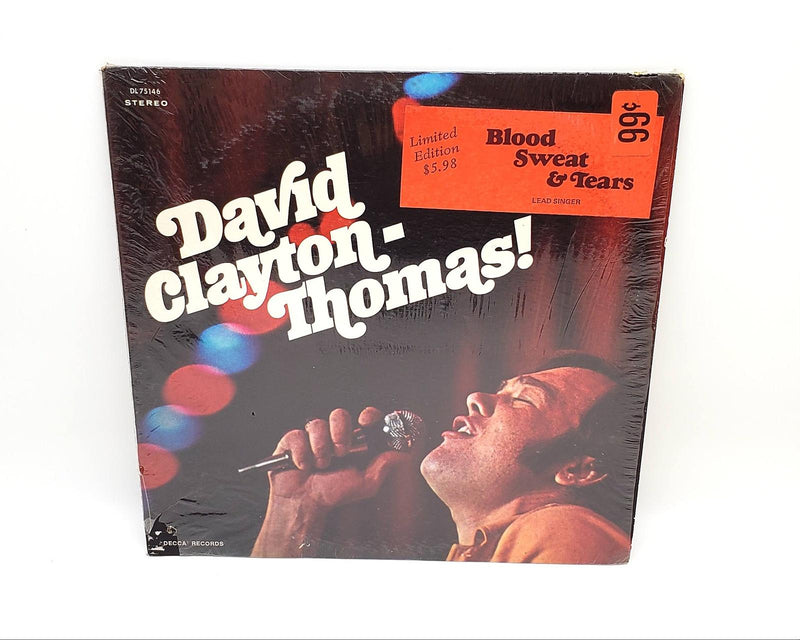 DL 75146
STEREO
Limited
Edition
$5.98
Blood
Sweat
& Tears
LEAD SINGER
99¢
David
Clayton-
Thomas!
DECCA RECORDS